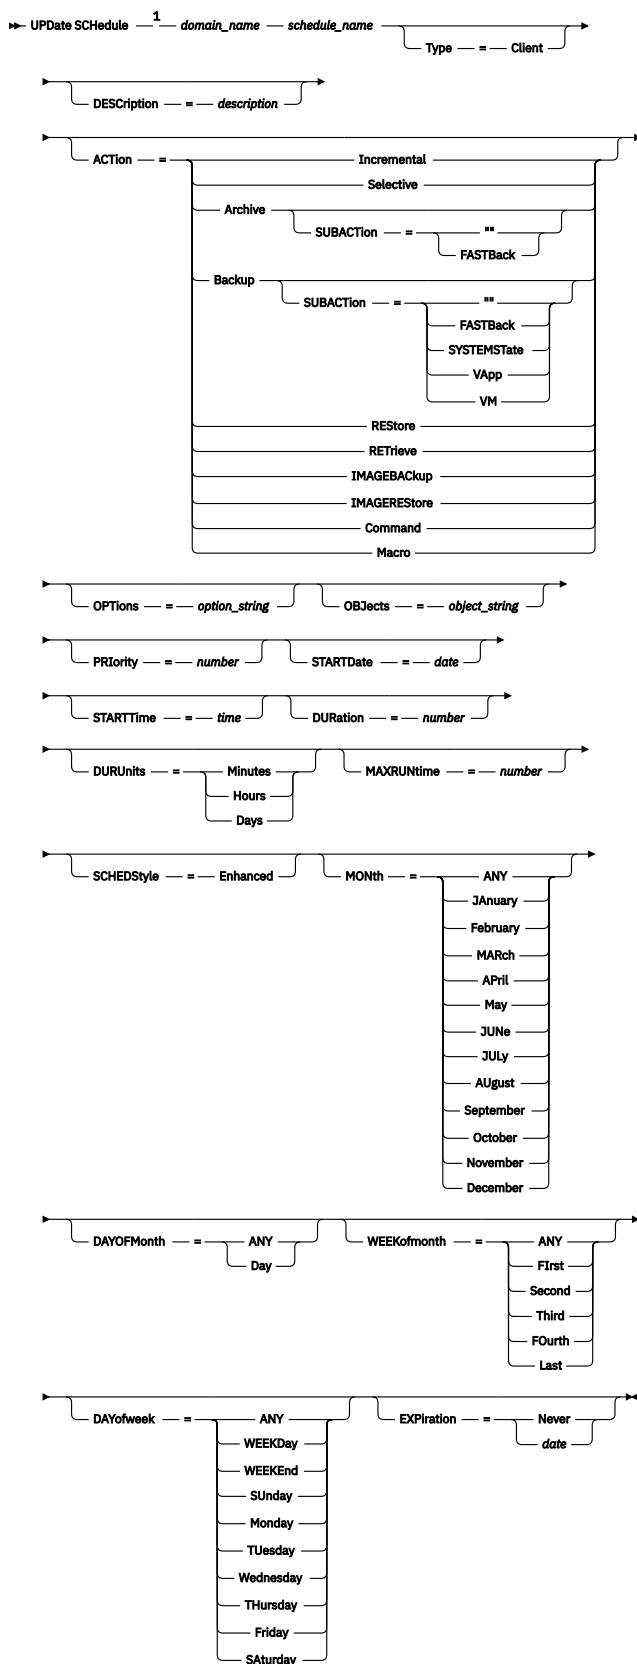 1
UPDate SCHedule domain_name schedule_name
Type = Client
DESCription = description
ACTion = Incremental
Selective
Archive
SUBACTion = ""
FASTBack
Backup
SUBACTion = ""
FASTBack
SYSTEMSTate
VApp
VM
REStore
RETrieve
IMAGEBACkup
IMAGEREStore
Command
Macro
OPTions = option_string OBJects = object_string
PRIority = number STARTDate = date
STARTTime = time DURation = number
DURUnits = Minutes MAXRUNtime = number
Hours
Days
SCHEDStyle = Enhanced MONth = ANY
JAnuary
February
MARch
APril
May
JUNe
JULy
AUgust
September
October
November
December
DAYOFMonth = ANY WEEKofmonth = ANY
Day FIrst
Second
Third
FOurth
Last
DAYofweek = ANY EXPiration = Never
WEEKDay date
WEEKEnd
SUnday
Monday
TUesday
Wednesday
THursday
Friday
SAturday